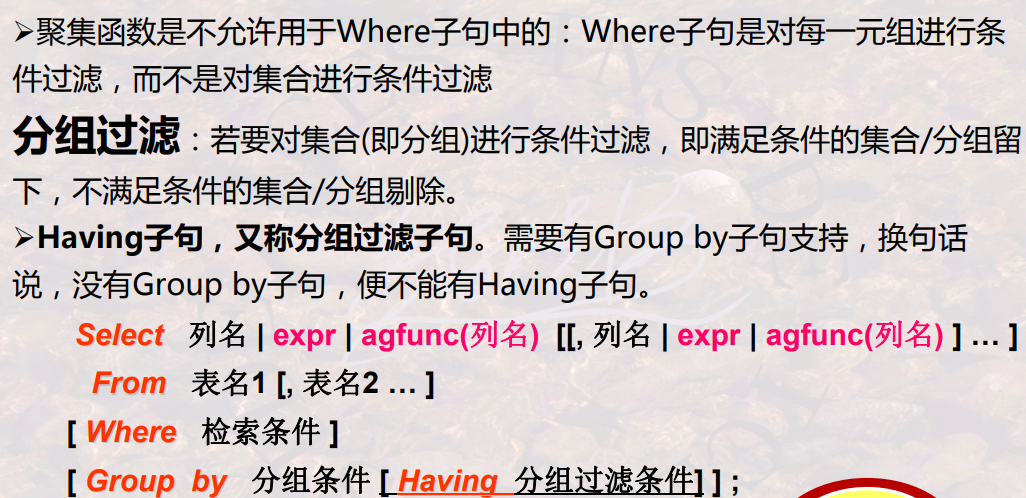 ➢聚集函数是不允许用于Where子句中的：Where子句是对每一元组进行条
件过滤，而不是对集合进行条件过滤
分组过滤：若要对集合(即分组)进行条件过滤，即满足条件的集合/分组留
下，不满足条件的集合/分组剔除。
➢Having子句，又称分组过滤子句。需要有Group by子句支持，换句话
说，没有Group by子句，便不能有Having子句。
Select 列名 | expr | agfunc(列名) [[, 列名 | expr | agfunc(列名) ] … ]
From 表名1 [, 表名2 … ]
[ Where 检索条件 ]
[ Group by 分组条件 [ Having 分组过滤条件] ] ;